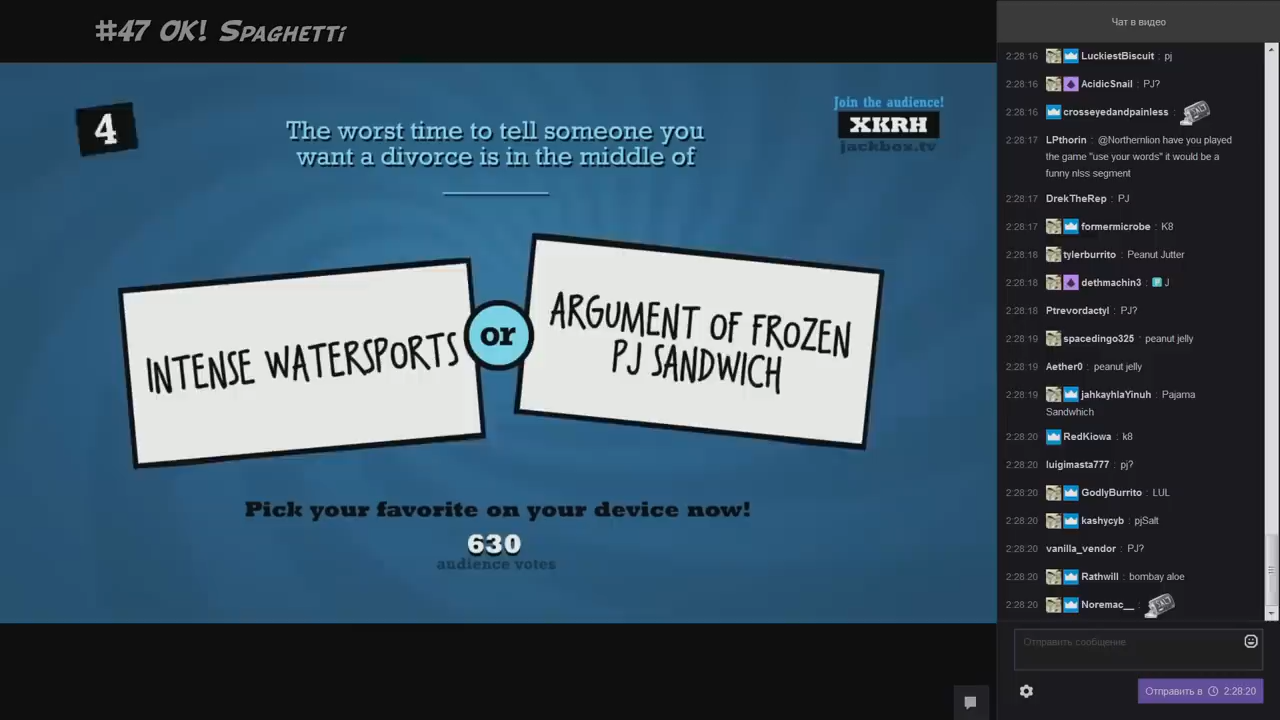 #47 OK! Spaghetti
4
The worst time to tell someone you
want a divorce is in the middle of
Join the audience!
XKRH
jackbox.tv
INTENSE WATERSPORTS
or
ARGUMENT OF FROZEN
PJ SANDWICH
Pick your favorite on your device now!
630
audience votes
Чат в видео
2:28:16 LuckiestBiscuit : pj
2:28:16 AcidicSnail : PJ?
2:28:16 crosseyedandpainless :
2:28:17 LPthorin : @Northernlion have you played
the game "use your words" it would be a
funny nlss segment
2:28:17 DrekTheRep : PJ
2:28:17 formermicrobe : K8
2:28:18 tylerburrito : Peanut Jutter
2:28:18 dethmachin3 : P J
2:28:18 Ptrevordactyl : PJ?
2:28:19 spacedingo325 : peanut jelly
2:28:19 Aether0 : peanut jelly
2:28:19 jahkayhlaYinuh : Pajama
Sandwhich
2:28:20 RedKiowa : k8
2:28:20 luigimasta777 : pj?
2:28:20 GodlyBurrito : LUL
2:28:20 kashycyb : pjSalt
2:28:20 vanilla_vendor : PJ?
2:28:20 Rathwill : bombay aloe
2:28:20 Noremac__ :
Отправить сообщение
Отправить в 2:28:20